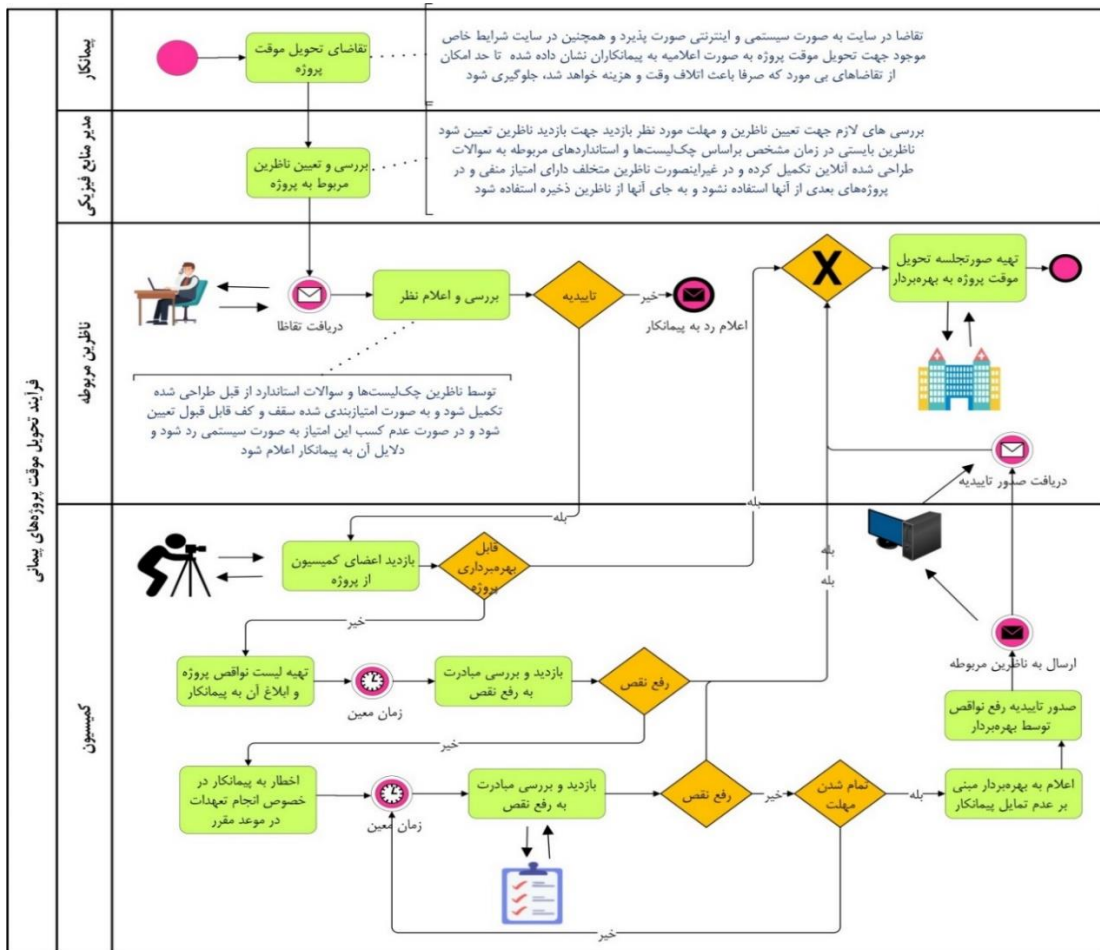 فرآیند تحویل موقت پروژه‌های پیمانی
پیمانکار
تقاضای تحویل موقت
پروژه
تقاضا در سایت به صورت سیستمی و اینترنتی صورت پذیرد و همچنین در سایت شرایط خاص
موجود جهت تحویل موقت پروژه به صورت اعلامیه به پیمانکاران نشان داده شده تا حد امکان
از تقاضاهای بی مورد که صرفا باعث اتلاف وقت و هزینه خواهد شد، جلوگیری شود
مدیر منابع فیزیکی
بررسی و تعیین ناظرین
مربوط به پروژه
بررسی های لازم جهت تعیین ناظرین و مهلت مورد نظر بازدید جهت بازدید ناظرین تعیین شود
ناظرین بایستی در زمان مشخص براساس چک‌لیست‌ها و استانداردهای مربوطه به سوالات
طراحی شده آنلاین تکمیل کرده و در غیراینصورت ناظرین متخلف دارای امتیاز منفی و در
پروژه‌های بعدی از آنها استفاده نشود و به جای آنها از ناظرین ذخیره استفاده شود
ناظرین مربوطه
دریافت تقاظا
بررسی و اعلام نظر
تاییدیه
خیر
اعلام رد به پیمانکار
X
تهیه صورتجلسه تحویل
موقت پروژه به بهره‌بردار
توسط ناظرین چک‌لیست‌ها و سوالات استاندارد از قبل طراحی شده
تکمیل شود و به صورت امتیازبندی شده سقف و کف قابل قبول تعیین
شود و در صورت عدم کسب این امتیاز به صورت سیستمی رد شود و
دلایل آن به پیمانکار اعلام شود
دریافت صدور تاییدیه
کمیسیون
بله
بله
بازدید اعضای کمیسیون
از پروژه
قابل
بهره‌برداری
پروژه
بله
بله
خیر
تهیه لیست نواقص پروژه
و ابلاغ آن به پیمانکار
زمان معین
بازدید و بررسی مبادرت
به رفع نقص
رفع نقص
ارسال به ناظرین مربوطه
صدور تاییدیه رفع نواقص
توسط بهره‌بردار
خیر
اخطار به پیمانکار در
خصوص انجام تعهدات
در موعد مقرر
زمان معین
بازدید و بررسی مبادرت
به رفع نقص
رفع نقص
خیر
تمام شدن
مهلت
بله
اعلام به بهره‌بردار مبنی
بر عدم تمایل پیمانکار
خیر